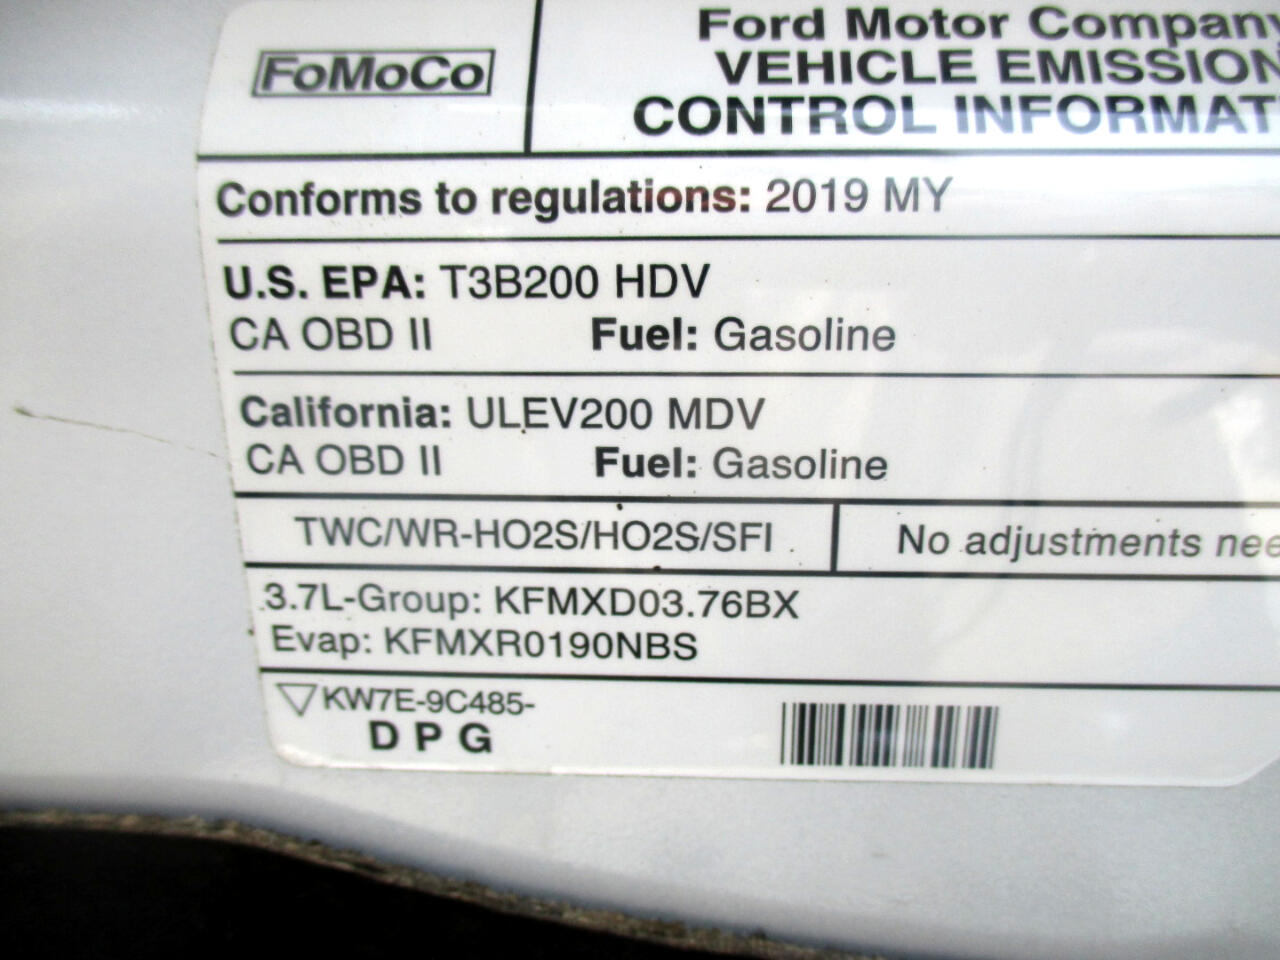 FoMoCo
Ford Motor Company
VEHICLE EMISSION
CONTROL INFORMAT
Conforms to regulations: 2019 MY
U.S. EPA: T3B200 HDV
CA OBD II Fuel: Gasoline
California: ULEV200 MDV
CA OBD II Fuel: Gasoline
TWC/WR-HO2S/HO2S/SFI No adjustments nee
3.7L-Group: KFMXD03.76BX
Evap: KFMXR0190NBS
KW7E-9C485-
D P G